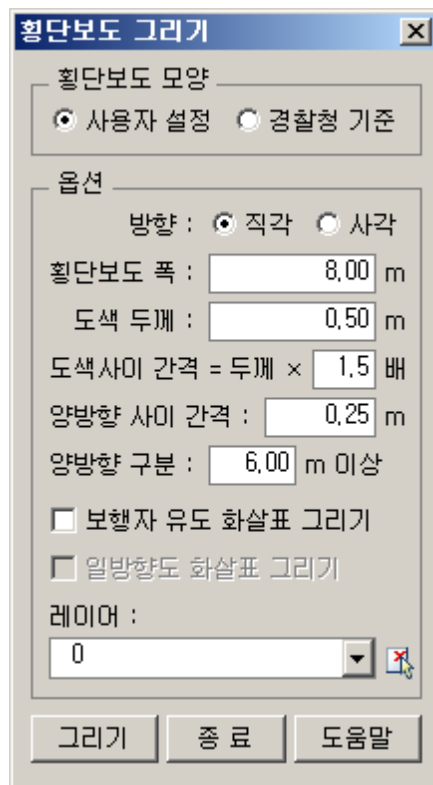 횡단보도 그리기
횡단보도 모양
사용자 설정 경찰청 기준
옵션
방향 : 직각 사각
횡단보도 폭 : 8.00 m
도색 두께 : 0.50 m
도색사이 간격 = 두께 × 1.5 배
양방향 사이 간격 : 0.25 m
양방향 구분 : 6.00 m 이상
보행자 유도 화살표 그리기
일방향도 화살표 그리기
레이어 :
0
그리기 종 료 도움말